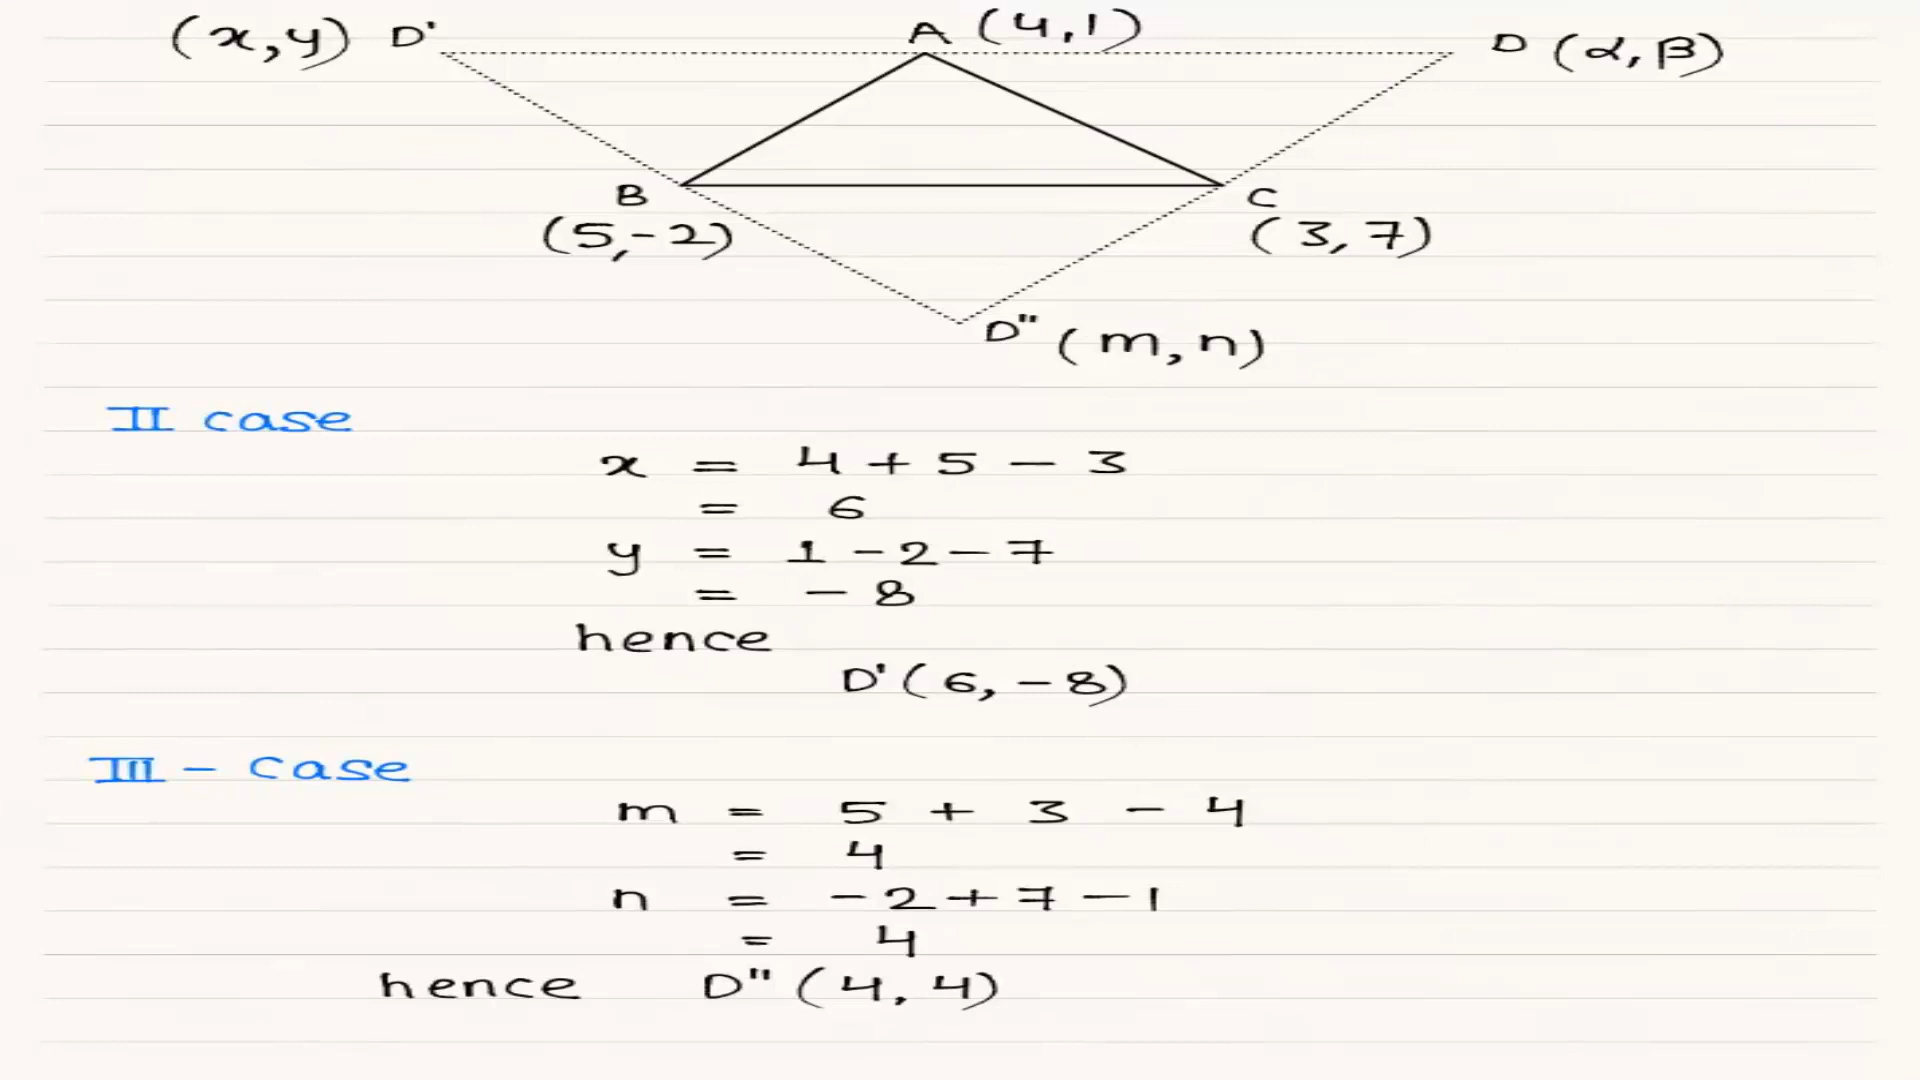 (x,y) D' A (4,1) D (α,β)
B C
(5,-2) (3,7)
D" (m,n)
II case
x = 4 + 5 - 3
= 6
y = 1 - 2 - 7
= - 8
hence
D' (6, -8)
III - case
m = 5 + 3 - 4
= 4
n = - 2 + 7 - 1
= 4
hence D" (4, 4)